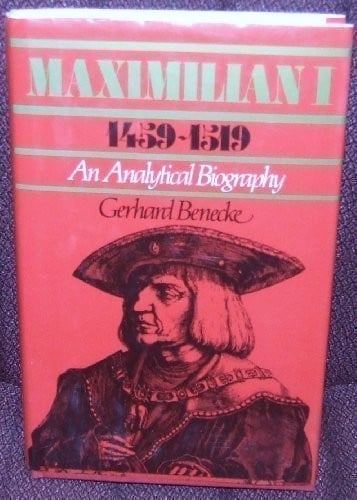 MAXIMILIAN I
1459-1519
An Analytical Biography
Gerhard Benecke